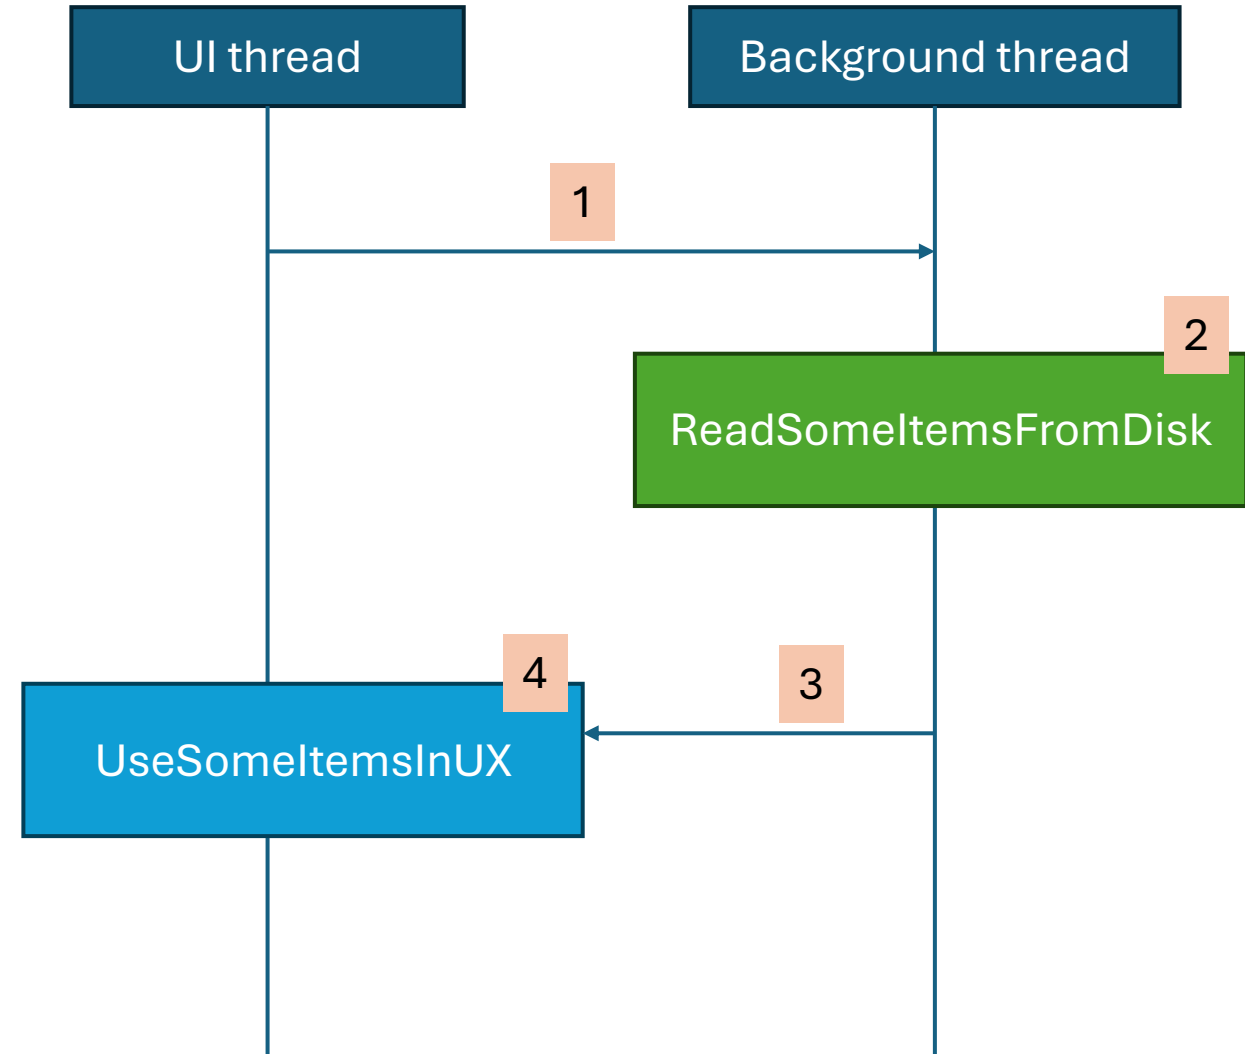 UI thread
Background thread
1
2
ReadSomeItemsFromDisk
3
4
UseSomeItemsInUX